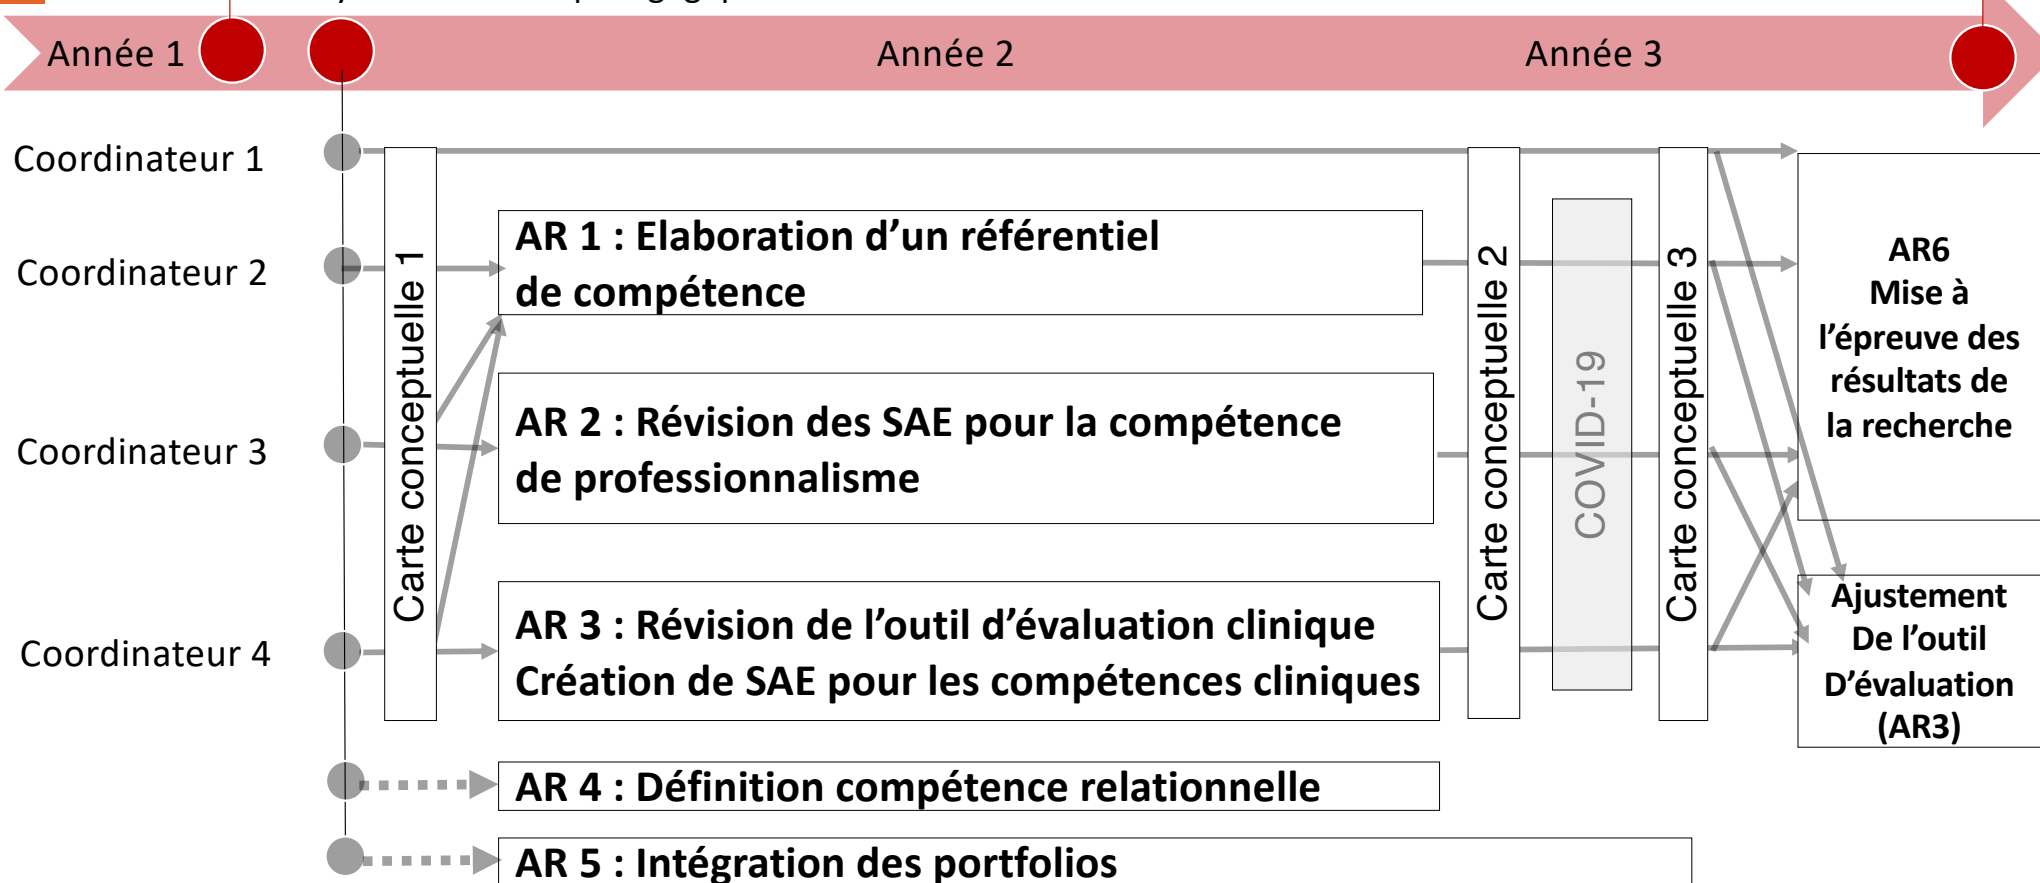 Année 1
Année 2
Année 3
Coordinateur 1
Coordinateur 2
Coordinateur 3
Coordinateur 4
Carte conceptuelle 1
AR 1 : Elaboration d’un référentiel
de compétence
AR 2 : Révision des SAE pour la compétence
de professionnalisme
AR 3 : Révision de l’outil d’évaluation clinique
Création de SAE pour les compétences cliniques
AR 4 : Définition compétence relationnelle
AR 5 : Intégration des portfolios
Carte conceptuelle 2
COVID-19
Carte conceptuelle 3
AR6
Mise à
l’épreuve des
résultats de
la recherche
Ajustement
De l’outil
D’évaluation
(AR3)